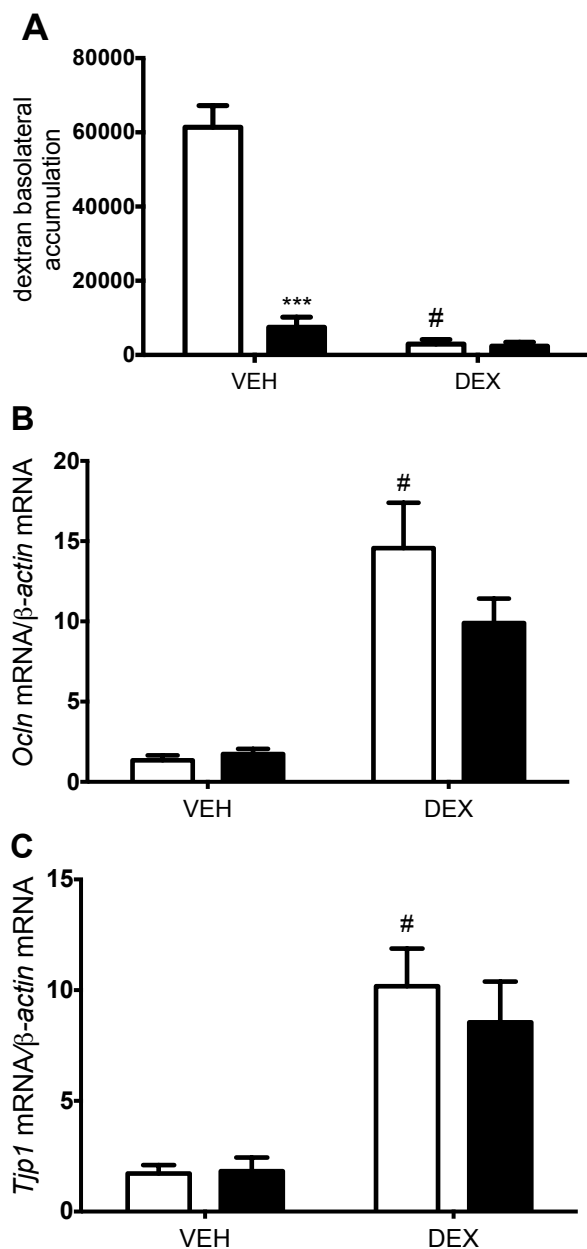 A
dextran basolateral
accumulation
80000
60000
40000
20000
0
***
#
VEH
DEX
B
Ocln mRNA/β-actin mRNA
20
15
10
5
0
#
VEH
DEX
C
Tjp1 mRNA/β-actin mRNA
15
10
5
0
#
VEH
DEX